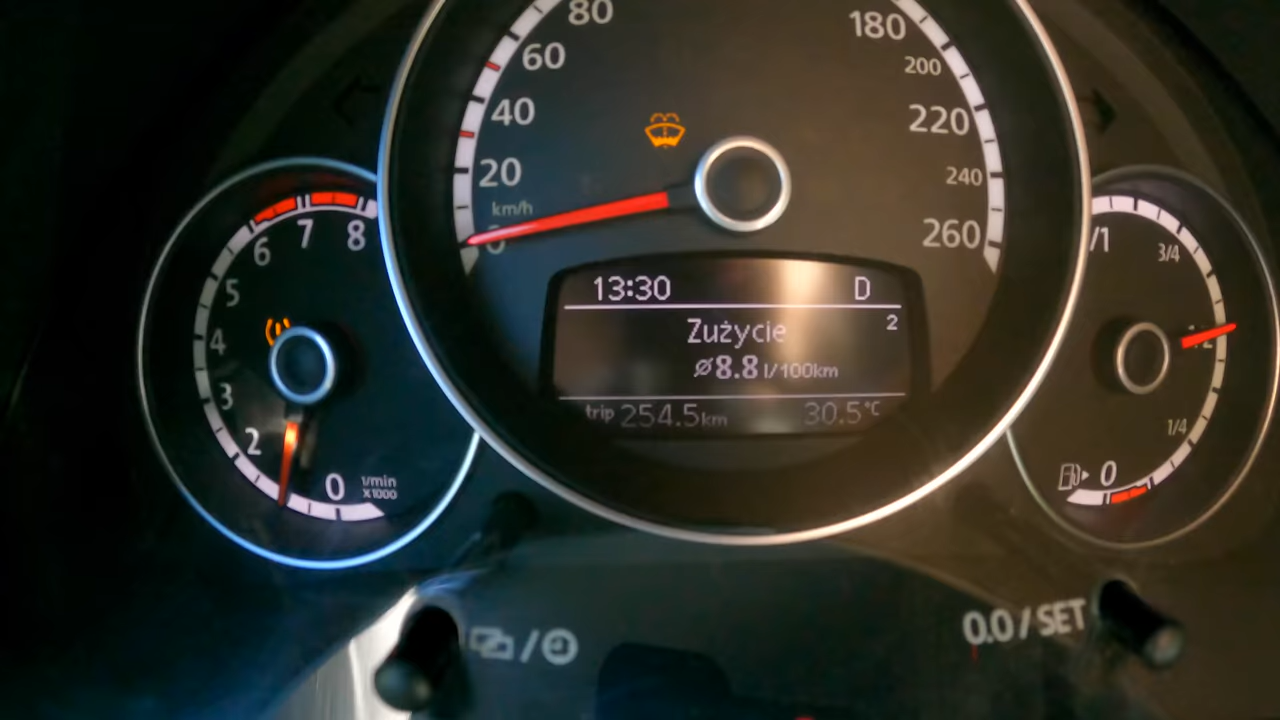 80
60
40
20
km/h
180
200
220
240
260
8
7
6
5
4
3
2
0
1/min
X1000
13:30 D
Zużycie 2
⌀8.8 l/100km
trip 254.5km 30.5°C
/1
3/4
1/4
0
0.0 / SET